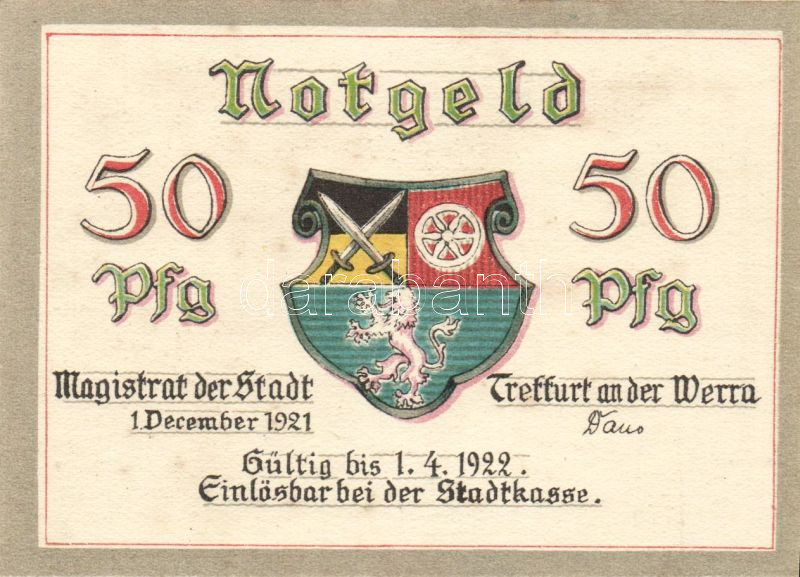 Notgeld
50 50
Pfg Pfg
darabanth
Magistrat der Stadt Treffurt an der Werra
1. December 1921
Gültig bis 1. 4. 1922.
Einlösbar bei der Stadtkasse.